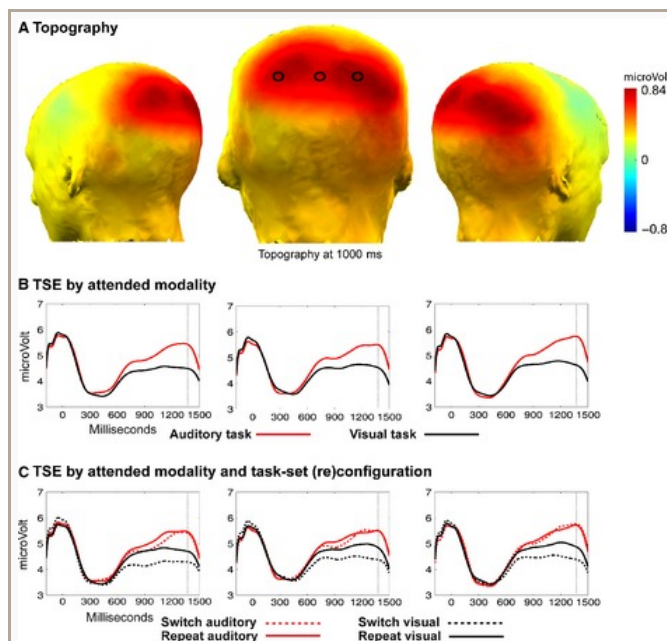 A Topography
microVolt
0.84
0
−0.8
Topography at 1000 ms
B TSE by attended modality
7
6
5
4
3
microVolt
0 300 600 900 1200 1500
0 300 600 900 1200 1500
0 300 600 900 1200 1500
Milliseconds
Auditory task
Visual task
C TSE by attended modality and task-set (re)configuration
7
6
5
4
3
microVolt
0 300 600 900 1200 1500
0 300 600 900 1200 1500
0 300 600 900 1200 1500
Milliseconds
Switch auditory
Switch visual
Repeat auditory
Repeat visual